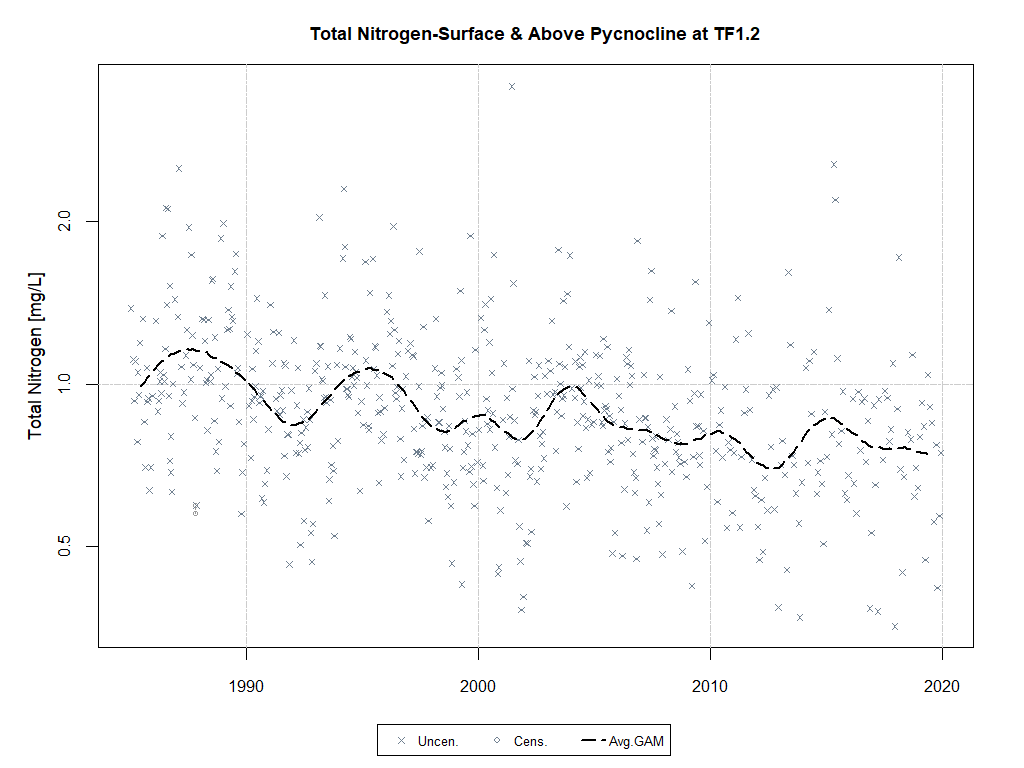 Total Nitrogen-Surface & Above Pycnocline at TF1.2
Total Nitrogen [mg/L]
2.0
1.0
0.5
1990 2000 2010 2020
Uncen. Cens. Avg.GAM